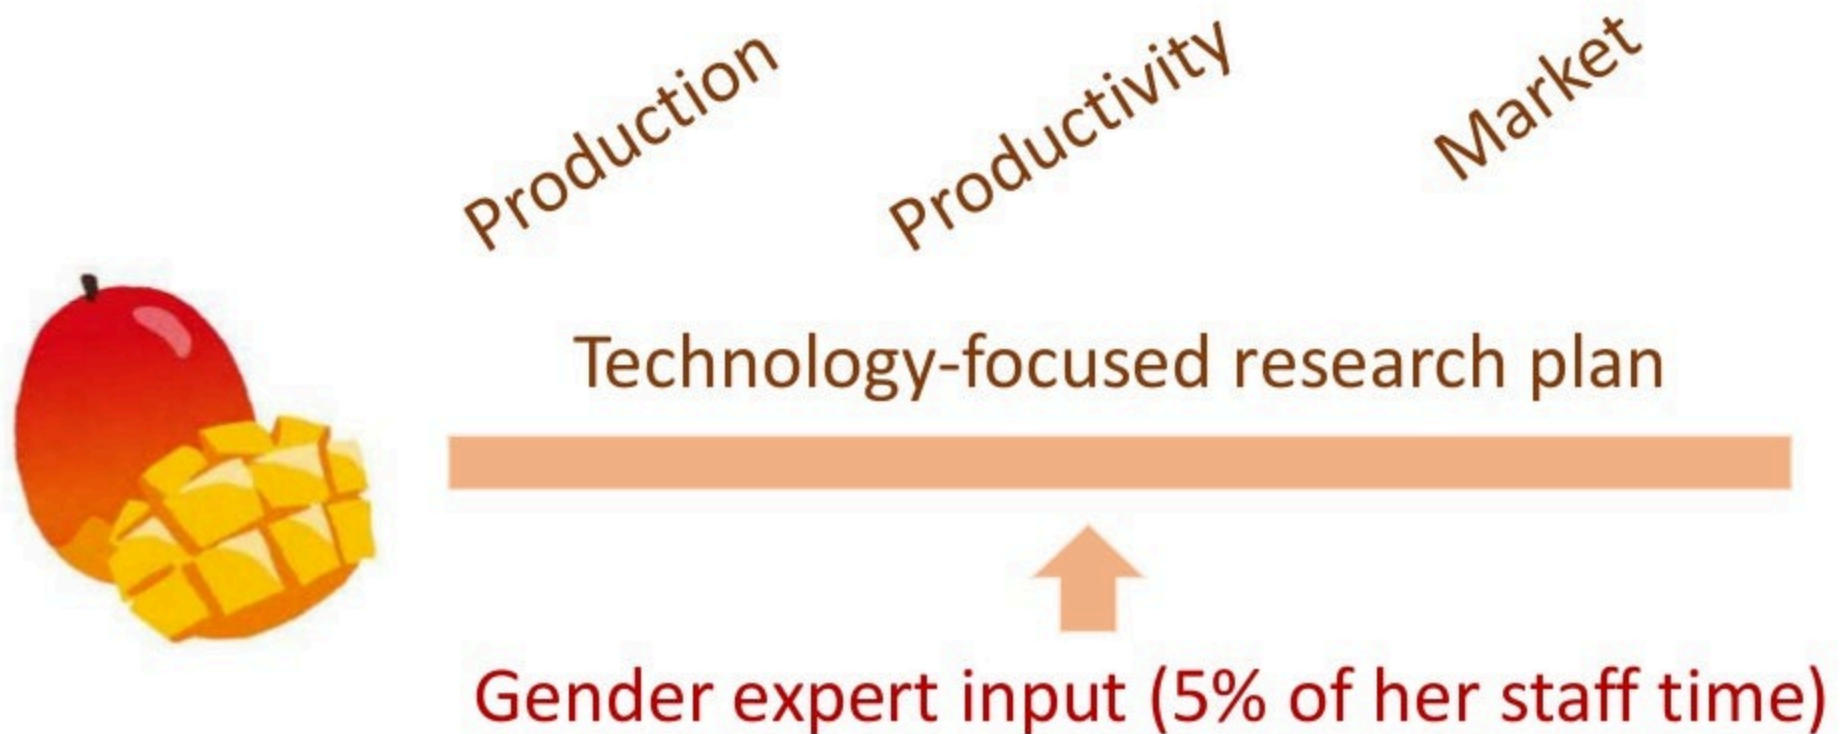 Production
Productivity
Market
Technology-focused research plan
Gender expert input (5% of her staff time)